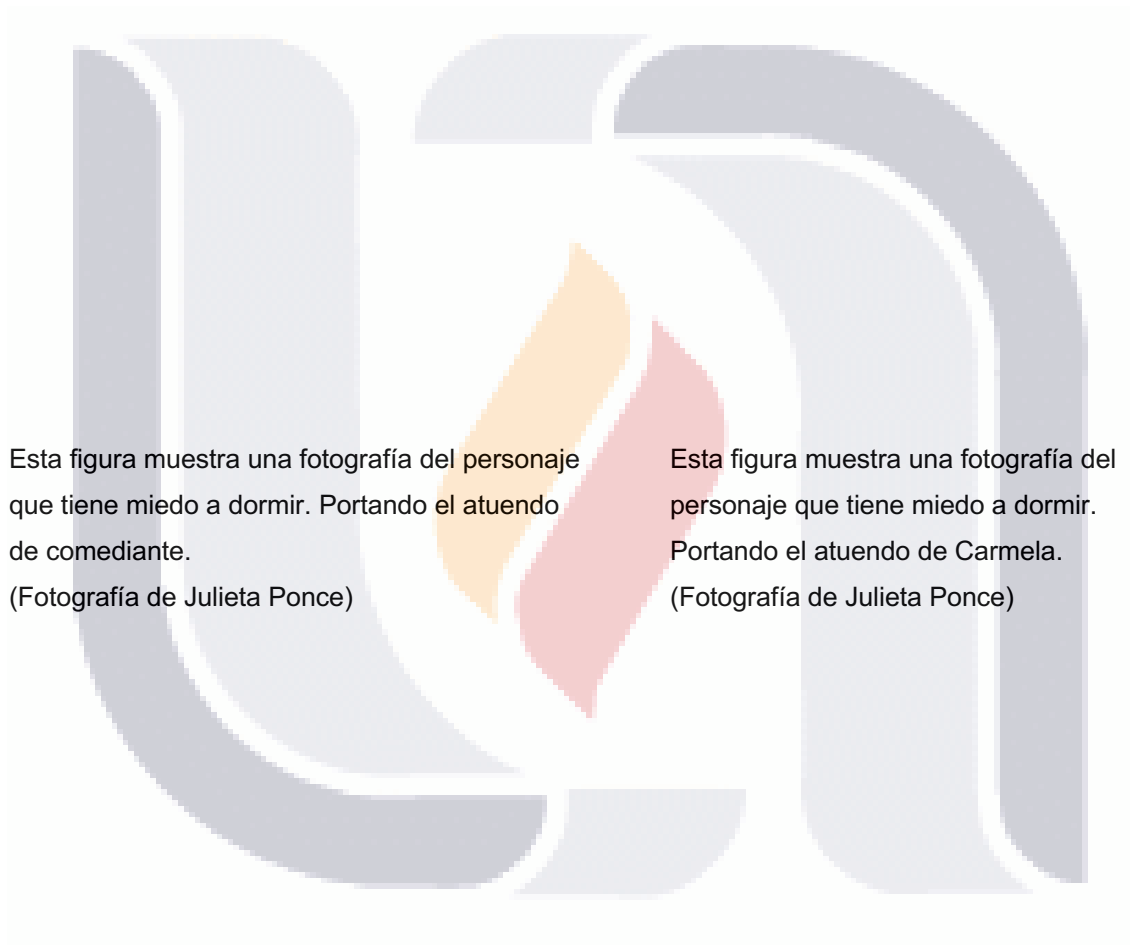 Esta figura muestra una fotografía del personaje
que tiene miedo a dormir. Portando el atuendo
de comediante.
(Fotografía de Julieta Ponce)
Esta figura muestra una fotografía del
personaje que tiene miedo a dormir.
Portando el atuendo de Carmela.
(Fotografía de Julieta Ponce)